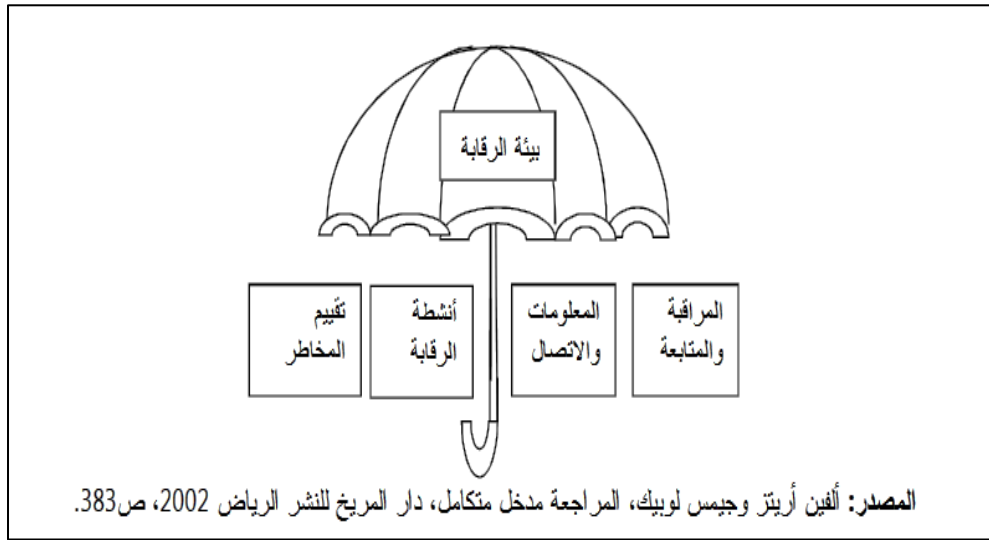 بيئة الرقابة
المراقبة
والمتابعة
المعلومات
والاتصال
أنشطة
الرقابة
تقييم
المخاطر
المصدر: ألفين أريتز وجيمس لوبيك، المراجعة مدخل متكامل، دار المريخ للنشر الرياض 2002، ص383.